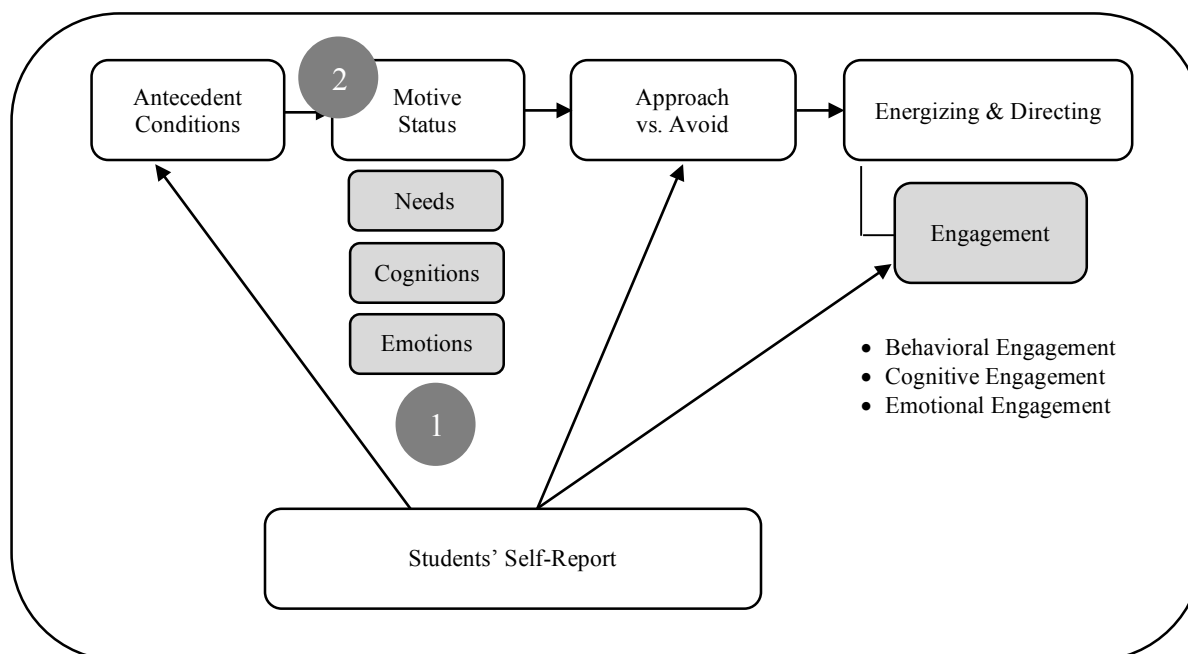 Antecedent
Conditions
2
Motive
Status
Approach
vs. Avoid
Energizing & Directing
Needs
Cognitions
Emotions
1
Engagement
• Behavioral Engagement
• Cognitive Engagement
• Emotional Engagement
Students’ Self-Report